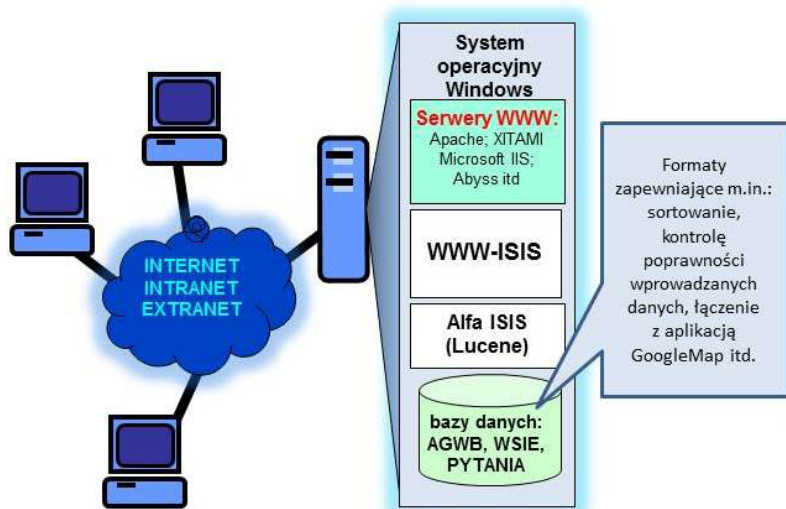 System
operacyjny
Windows
Serwery WWW:
Apache; XITAMI
Microsoft IIS;
Abyss itd
WWW-ISIS
Alfa ISIS
(Lucene)
bazy danych:
AGWB, WSIE,
PYTANIA
INTERNET
INTRANET
EXTRANET
Formaty
zapewniające m.in.:
sortowanie,
kontrolę
poprawności
wprowadzanych
danych, łączenie
z aplikacją
GoogleMap itd.